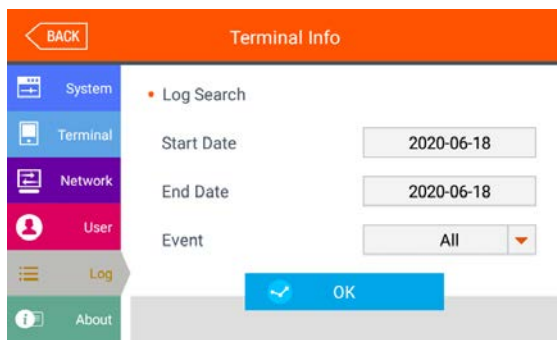 BACK
Terminal Info
System
Terminal
Network
User
Log
About
• Log Search
Start Date 2020-06-18
End Date 2020-06-18
Event All
OK